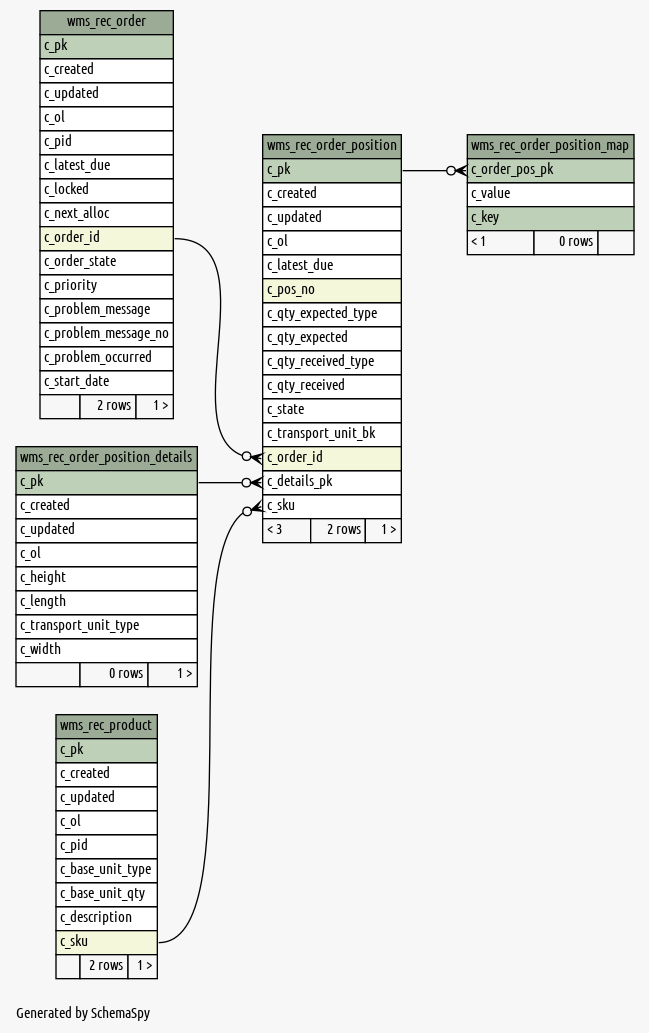 wms_rec_order
c_pk
c_created
c_updated
c_ol
c_pid
c_latest_due
c_locked
c_next_alloc
c_order_id
c_order_state
c_priority
c_problem_message
c_problem_message_no
c_problem_occurred
c_start_date
2 rows 1 >
wms_rec_order_position
c_pk
c_created
c_updated
c_ol
c_latest_due
c_pos_no
c_qty_expected_type
c_qty_expected
c_qty_received_type
c_qty_received
c_state
c_transport_unit_bk
c_order_id
c_details_pk
c_sku
< 3 2 rows 1 >
wms_rec_order_position_map
c_order_pos_pk
c_value
c_key
< 1 0 rows
wms_rec_order_position_details
c_pk
c_created
c_updated
c_ol
c_height
c_length
c_transport_unit_type
c_width
0 rows 1 >
wms_rec_product
c_pk
c_created
c_updated
c_ol
c_pid
c_base_unit_type
c_base_unit_qty
c_description
c_sku
2 rows 1 >
Generated by SchemaSpy